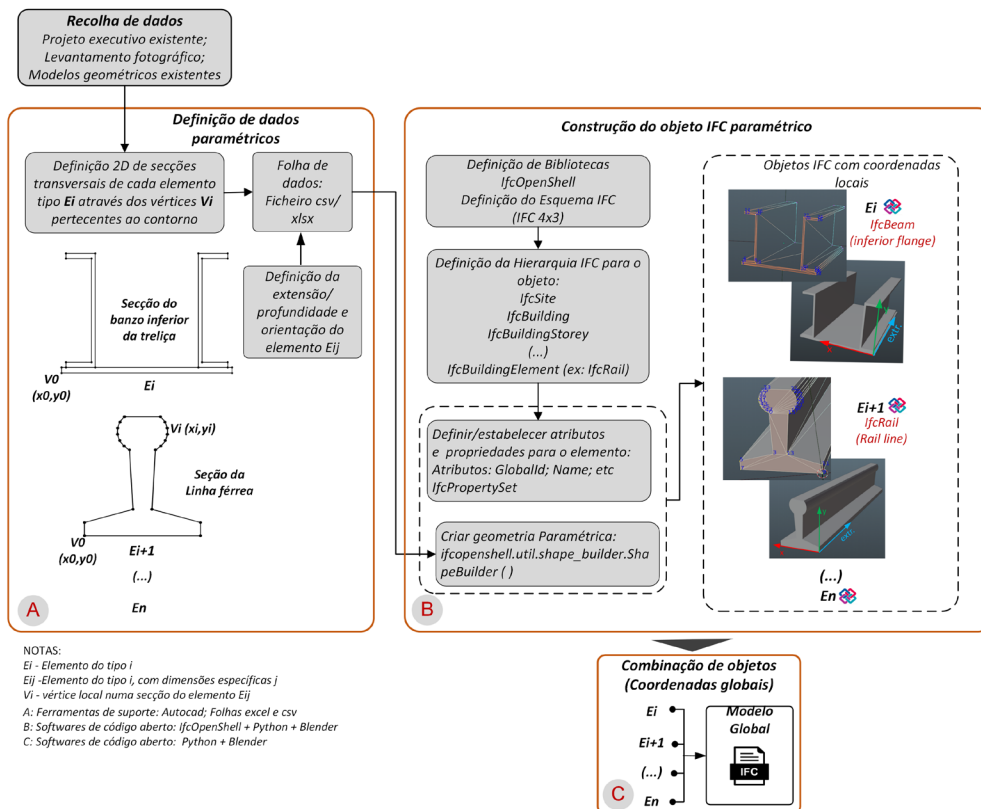 Recolha de dados
Projeto executivo existente;
Levantamento fotográfico;
Modelos geométricos existentes
Definição de dados
paramétricos
Definição 2D de secções
transversais de cada elemento
tipo Ei através dos vértices Vi
pertecentes ao contorno
Folha de
dados:
Ficheiro csv/
xlsx
Definição da
extensão/
profundidade e
orientação do
elemento Eij
Secção do
banzo inferior
da treliça
V0
(x0,y0)
Ei
Vi (xi,yi)
Seção da
Linha férrea
V0
(x0,y0)
Ei+1
(...)
En
A
Construção do objeto IFC paramétrico
Definição de Bibliotecas
IfcOpenShell
Definição do Esquema IFC
(IFC 4x3)
Definição da Hierarquia IFC para o
objeto:
IfcSite
IfcBuilding
IfcBuildingStorey
(...)
IfcBuildingElement (ex: IfcRail)
Definir/estabelecer atributos
e propriedades para o elemento:
Atributos: GlobalId; Name; etc
IfcPropertySet
Criar geometria Paramétrica:
ifcopenshell.util.shape_builder.Sha
peBuilder ( )
B
Objetos IFC com coordenadas
locais
Ei
IfcBeam
(inferior flange)
extr.
Ei+1
IfcRail
(Rail line)
extr.
(...)
En
NOTAS:
Ei - Elemento do tipo i
Eij -Elemento do tipo i, com dimensões específicas j
Vi - vértice local numa secção do elemento Eij
A: Ferramentas de suporte: Autocad; Folhas excel e csv
B: Softwares de código aberto: IfcOpenShell + Python + Blender
C: Softwares de código aberto: Python + Blender
Combinação de objetos
(Coordenadas globais)
Ei
Ei+1
(...)
En
Modelo
Global
IFC
C